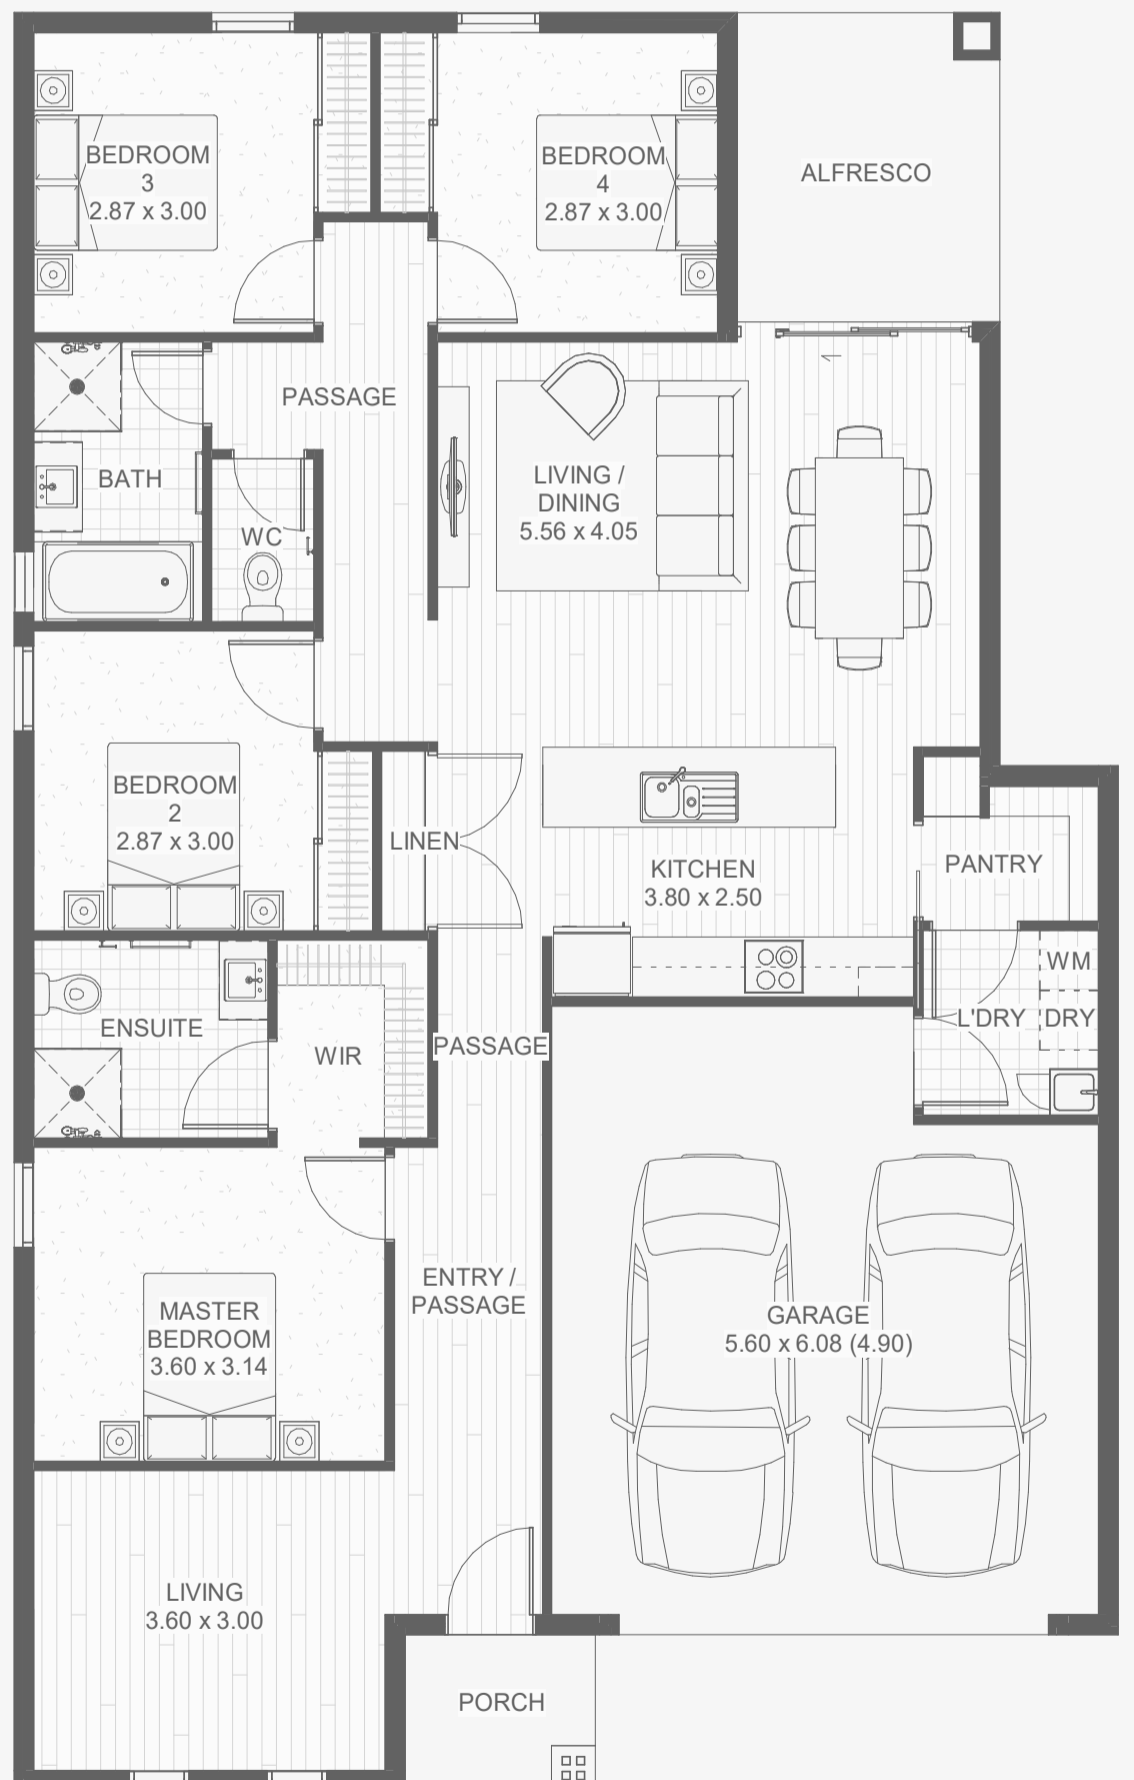 BEDROOM
3
2.87 x 3.00
BEDROOM
4
2.87 x 3.00
ALFRESCO
PASSAGE
1
BATH
WC
LIVING /
DINING
5.56 x 4.05
BEDROOM
2
2.87 x 3.00
LINEN
KITCHEN
3.80 x 2.50
PANTRY
WM
L'DRY
DRY
ENSUITE
WIR
PASSAGE
ENTRY /
PASSAGE
MASTER
BEDROOM
3.60 x 3.14
GARAGE
5.60 x 6.08 (4.90)
LIVING
3.60 x 3.00
PORCH